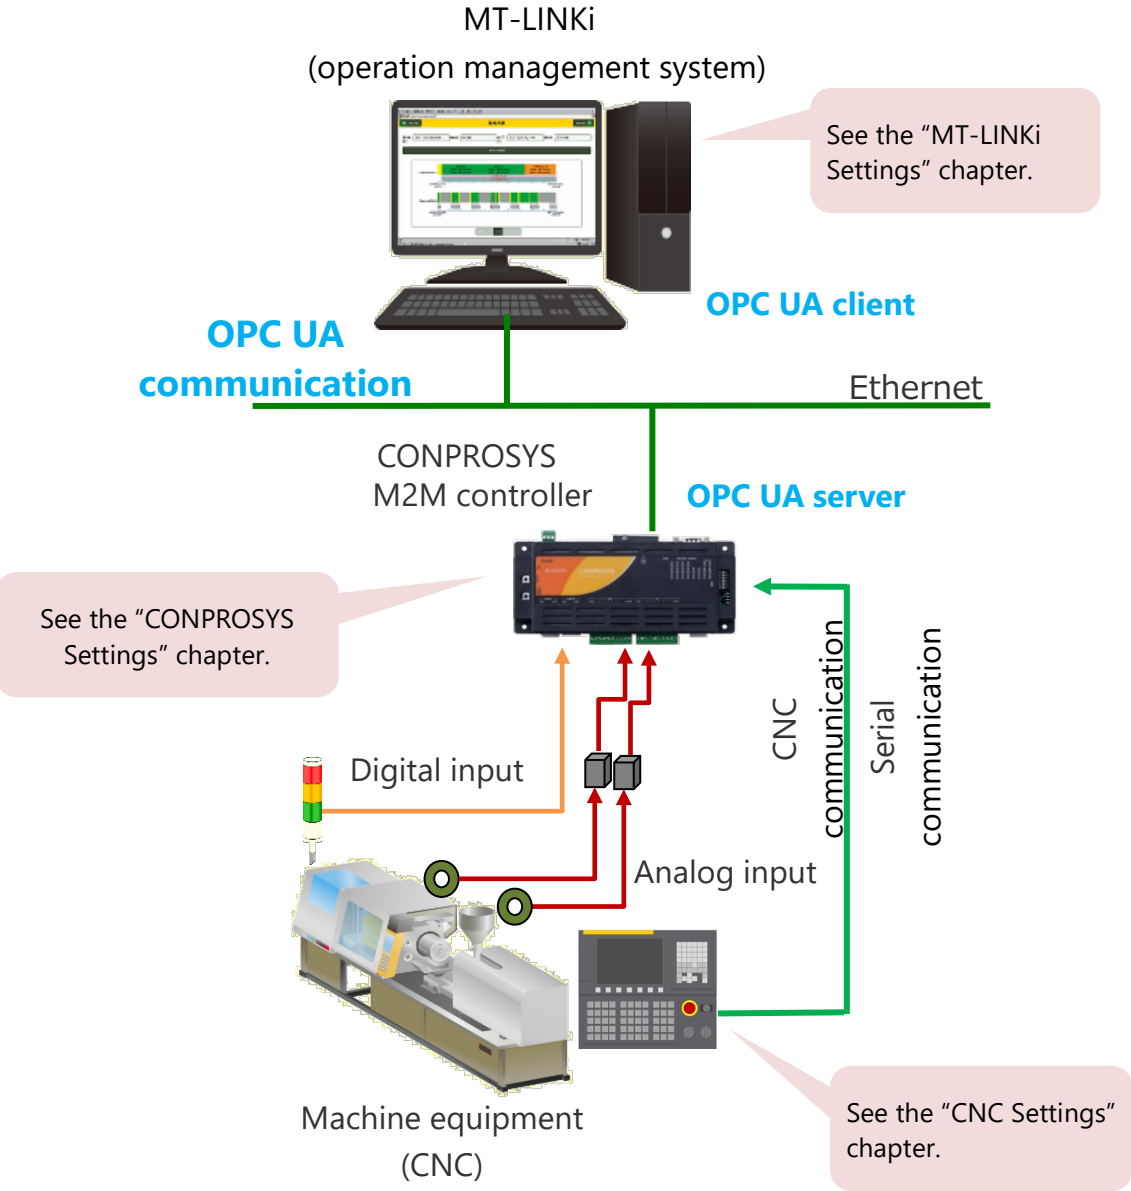 MT-LINKi
(operation management system)
See the “MT-LINKi
Settings” chapter.
OPC UA client
OPC UA
communication
Ethernet
CONPROSYS
M2M controller
OPC UA server
See the “CONPROSYS
Settings” chapter.
CNC
communication
Serial
communication
Digital input
Analog input
Machine equipment
(CNC)
See the “CNC Settings”
chapter.